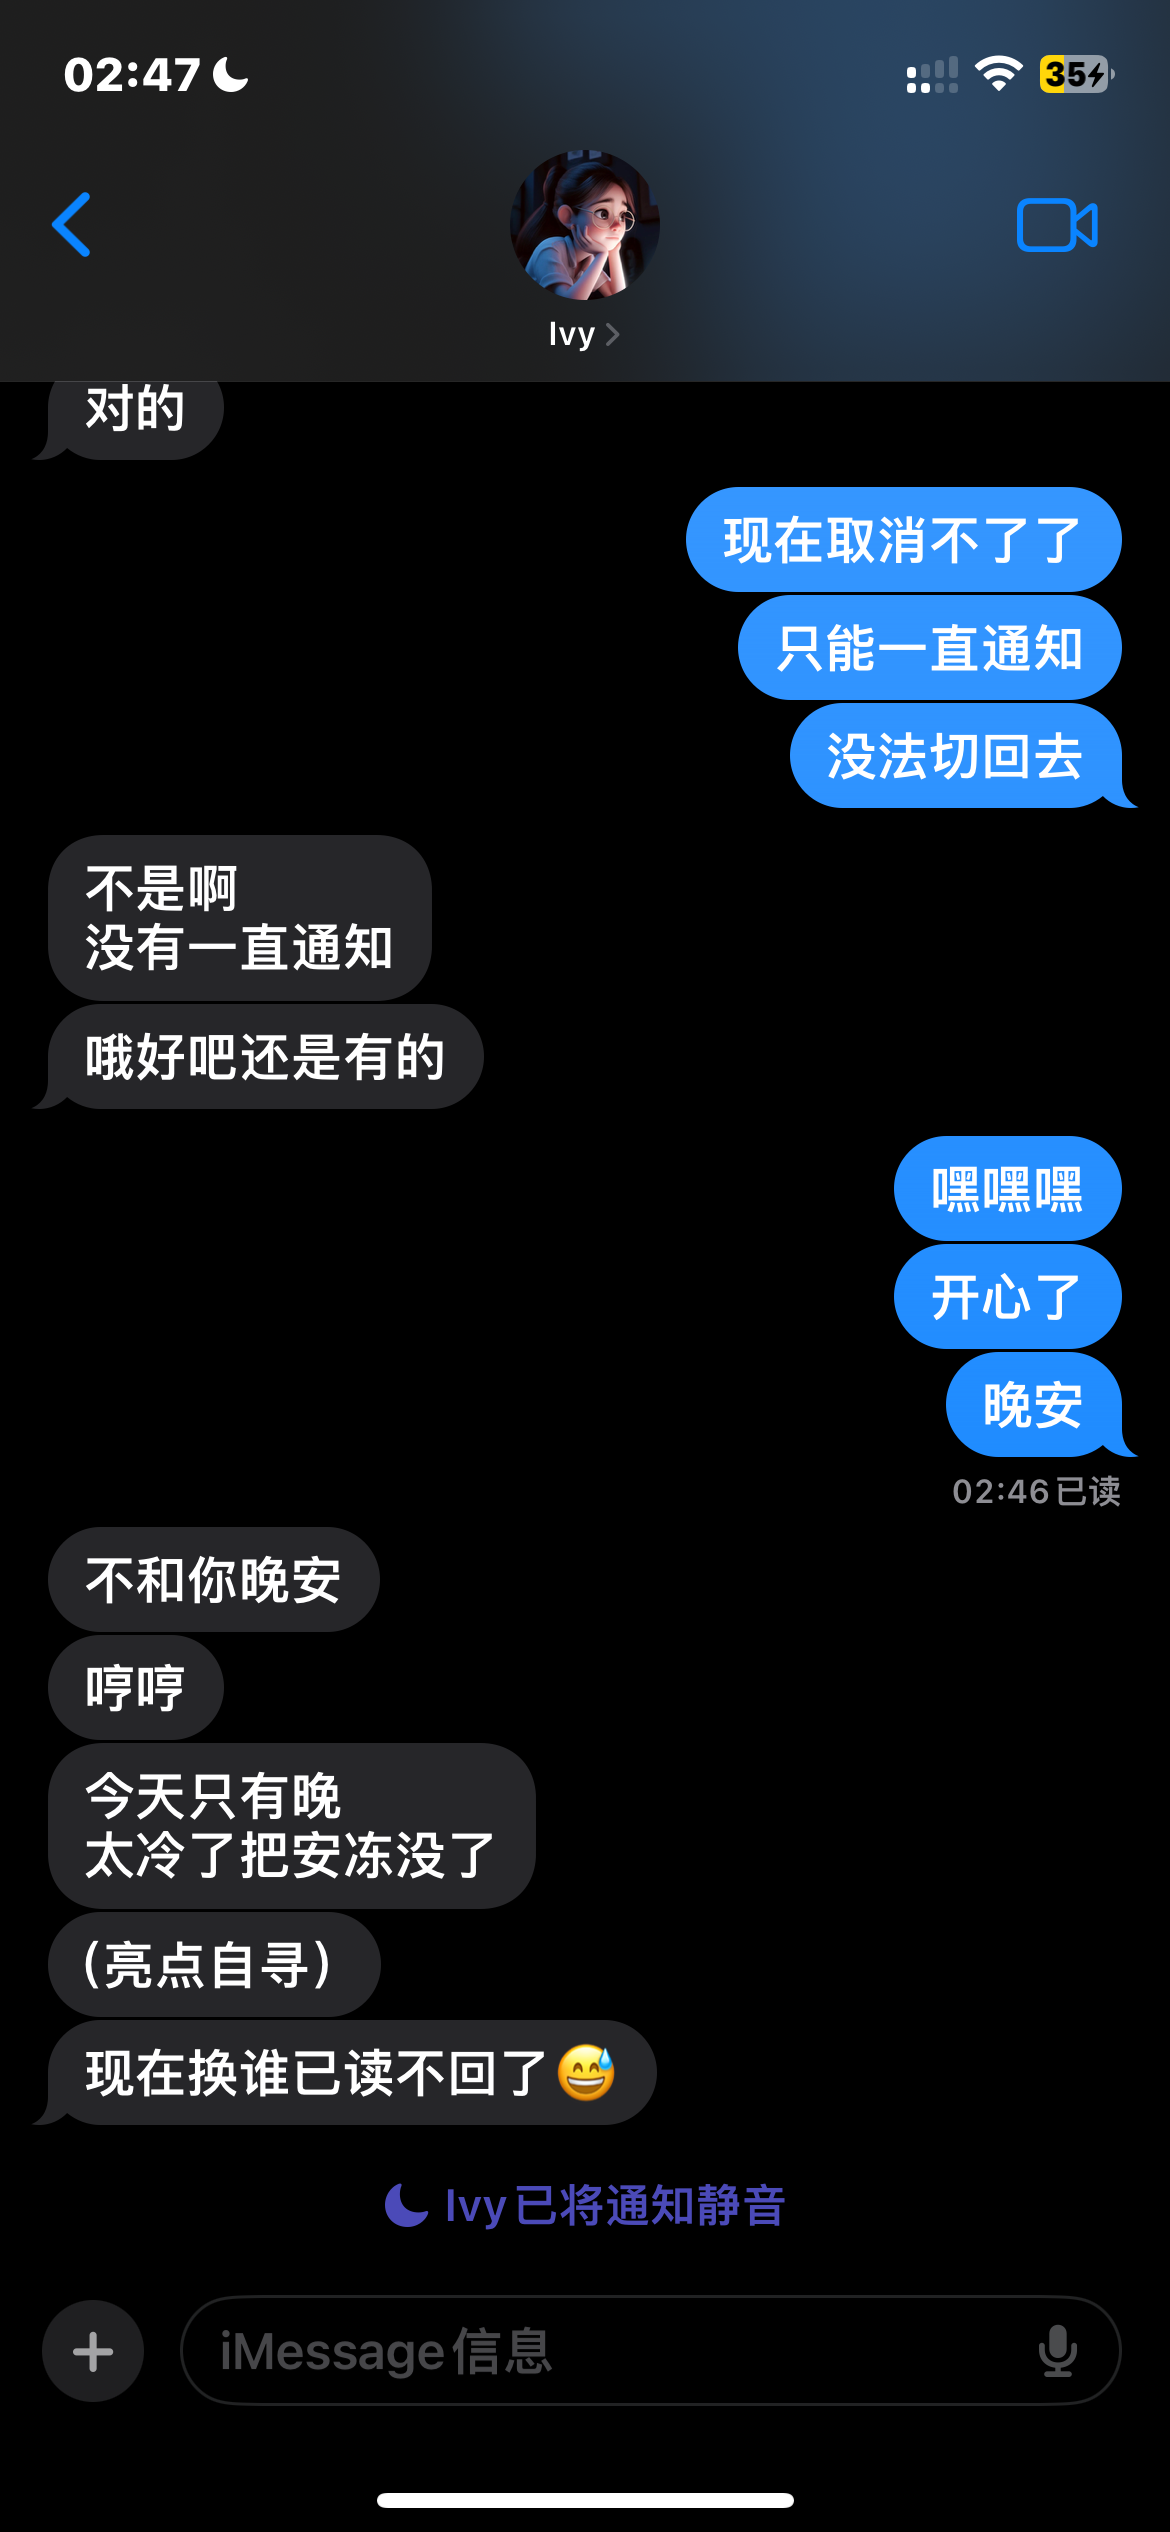 02:47
35
Ivy
对的
现在取消不了了
只能一直通知
没法切回去
不是啊
没有一直通知
哦好吧还是有的
嘿嘿嘿
开心了
晚安
02:46已读
不和你晚安
哼哼
今天只有晚
太冷了把安冻没了
(亮点自寻)
现在换谁已读不回了😅
Ivy已将通知静音
iMessage信息